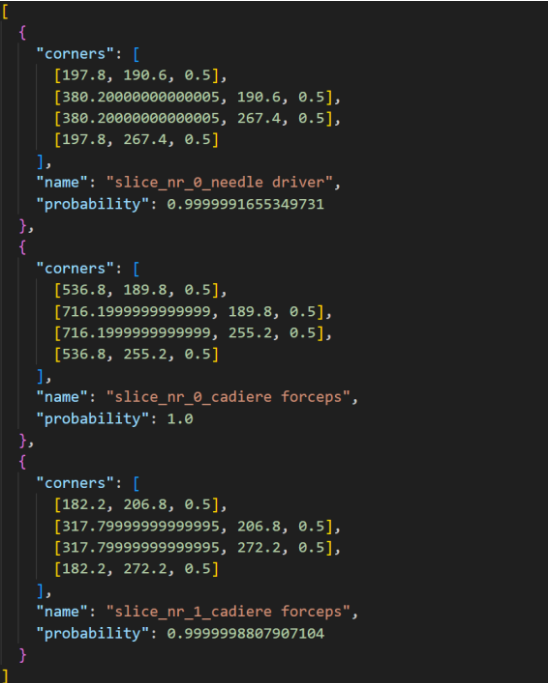 [
  {
    "corners": [
      [197.8, 190.6, 0.5],
      [380.20000000000005, 190.6, 0.5],
      [380.20000000000005, 267.4, 0.5],
      [197.8, 267.4, 0.5]
    ],
    "name": "slice_nr_0_needle driver",
    "probability": 0.9999991655349731
  },
  {
    "corners": [
      [536.8, 189.8, 0.5],
      [716.1999999999999, 189.8, 0.5],
      [716.1999999999999, 255.2, 0.5],
      [536.8, 255.2, 0.5]
    ],
    "name": "slice_nr_0_cadiere forceps",
    "probability": 1.0
  },
  {
    "corners": [
      [182.2, 206.8, 0.5],
      [317.79999999999995, 206.8, 0.5],
      [317.79999999999995, 272.2, 0.5],
      [182.2, 272.2, 0.5]
    ],
    "name": "slice_nr_1_cadiere forceps",
    "probability": 0.9999998807907104
  }
]